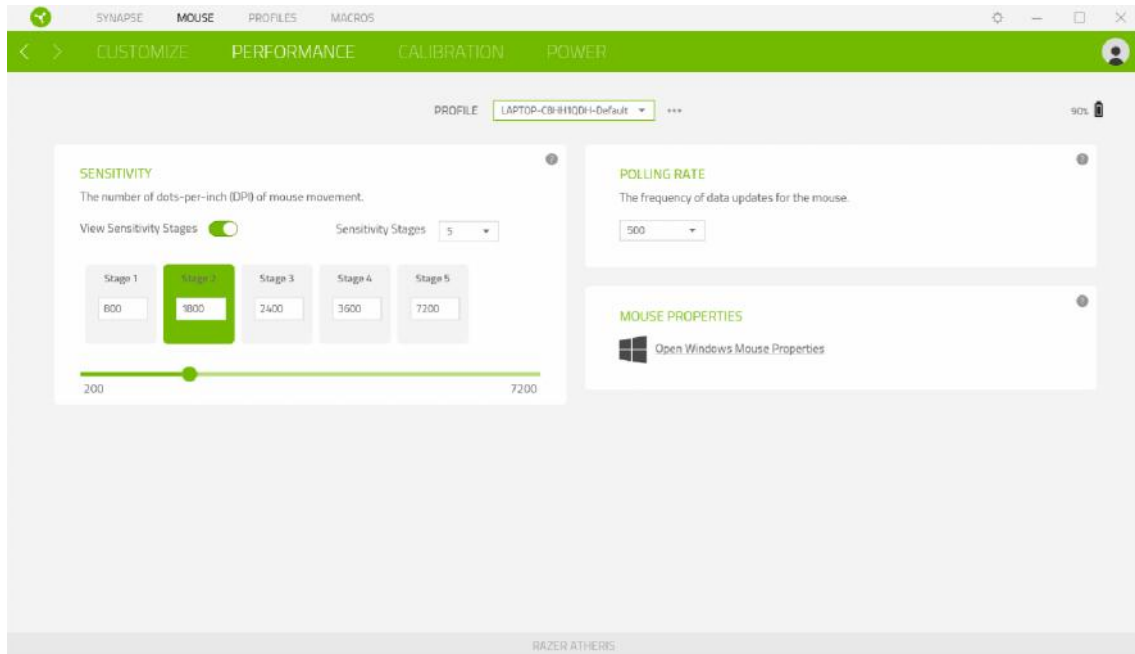 SYNAPSE MOUSE PROFILES MACROS
CUSTOMIZE PERFORMANCE CALIBRATION POWER
PROFILE LAPTOP-C8HH1QDH-Default
90%
SENSITIVITY
The number of dots-per-inch (DPI) of mouse movement.
View Sensitivity Stages Sensitivity Stages 5
Stage 1 Stage 2 Stage 3 Stage 4 Stage 5
800 1800 2400 3600 7200
200 7200
POLLING RATE
The frequency of data updates for the mouse.
500
MOUSE PROPERTIES
Open Windows Mouse Properties
RAZER ATHERIS